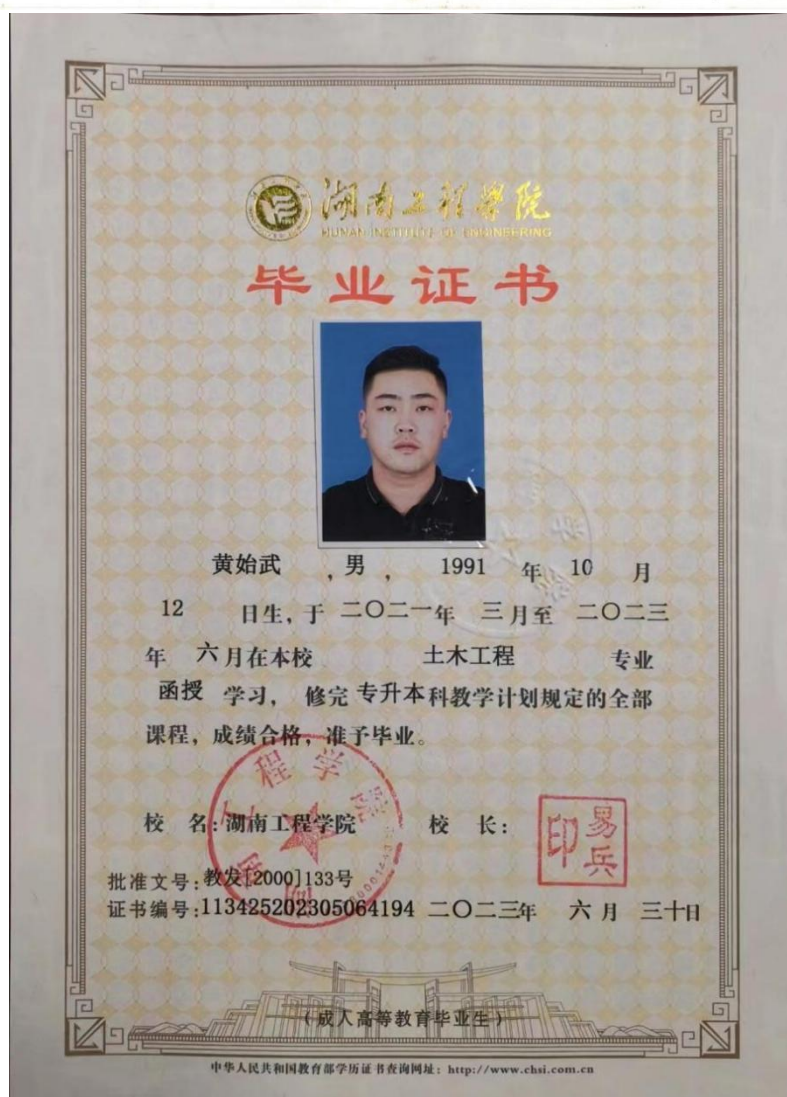 湖南工程学院
HUNAN INSTITUTE OF ENGINEERING
毕业证书
黄始武 ，男， 1991 年 10 月
12 日生，于 二〇二一年 三月至 二〇二三
年 六月在本校 土木工程 专业
函授 学习， 修完 专升本科教学计划规定的全部
课程，成绩合格，准予毕业。
校 名：湖南工程学院 校 长：
易兵印
批准文号：教发[2000]133号
证书编号：113425202305064194 二〇二三年 六月 三十日
（成人高等教育毕业生）
中华人民共和国教育部学历证书查询网址：http://www.chsi.com.cn